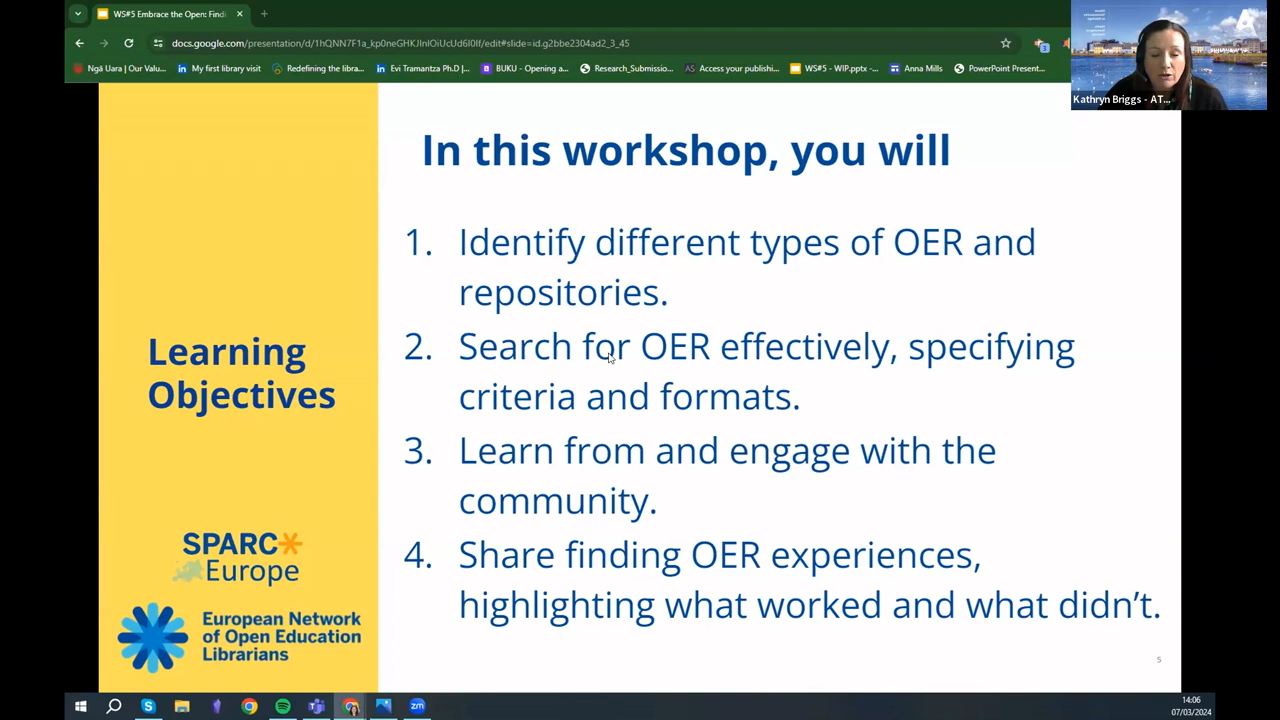 WS#5 Embrace the Open: Findi
docs.google.com/presentation/d/1hQNN7F1a_kp0neGHKJlnIOiUcUd6I0If/edit#slide=id.g2bbe2304ad2_3_45
Ngā Uara | Our Valu...
My first library visit
Redefining the libra...
Evi Tramantza Ph.D |...
BUKU - Opening a...
Research_Submissio...
Access your publishi...
WS#5 - WIP.pptx -...
Anna Mills
PowerPoint Present...
Kathryn Briggs - AT...
In this workshop, you will
1. Identify different types of OER and
repositories.
2. Search for OER effectively, specifying
criteria and formats.
3. Learn from and engage with the
community.
4. Share finding OER experiences,
highlighting what worked and what didn't.
Learning
Objectives
SPARC
Europe
European Network
of Open Education
Librarians
5
zm
14:06
07/03/2024